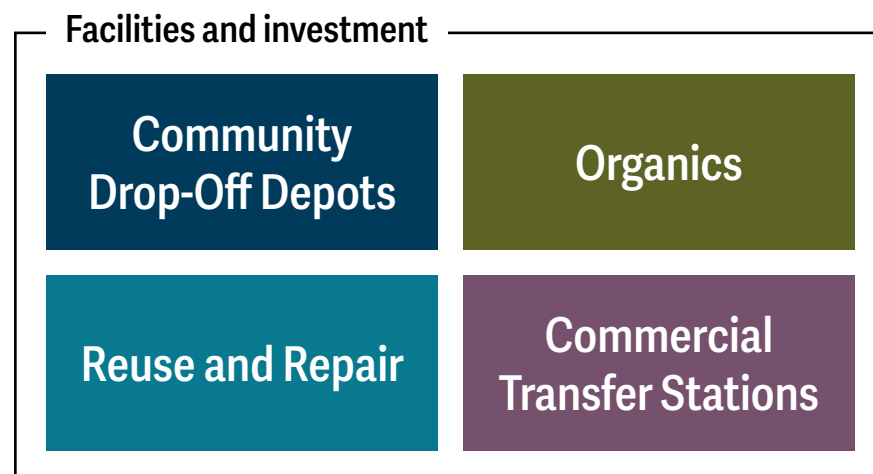 Facilities and investment
Community
Drop-Off Depots
Organics
Reuse and Repair
Commercial
Transfer Stations